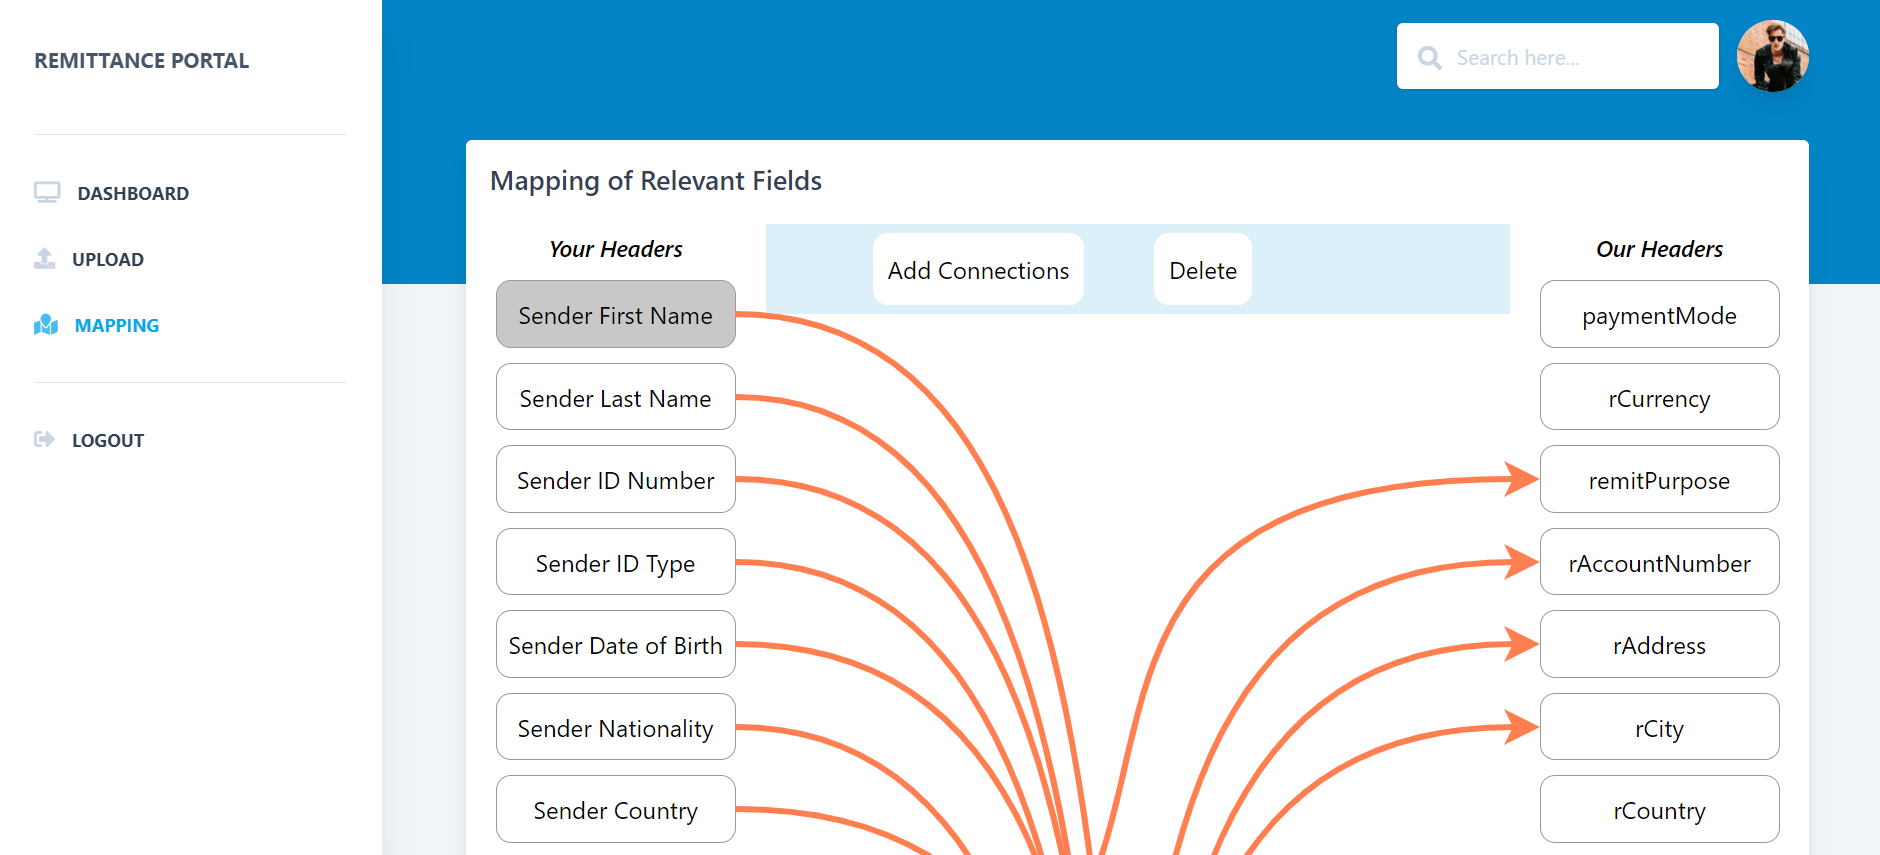 REMITTANCE PORTAL
DASHBOARD
UPLOAD
MAPPING
LOGOUT
Search here...
Mapping of Relevant Fields
Your Headers
Sender First Name
Sender Last Name
Sender ID Number
Sender ID Type
Sender Date of Birth
Sender Nationality
Sender Country
Add Connections
Delete
Our Headers
paymentMode
rCurrency
remitPurpose
rAccountNumber
rAddress
rCity
rCountry